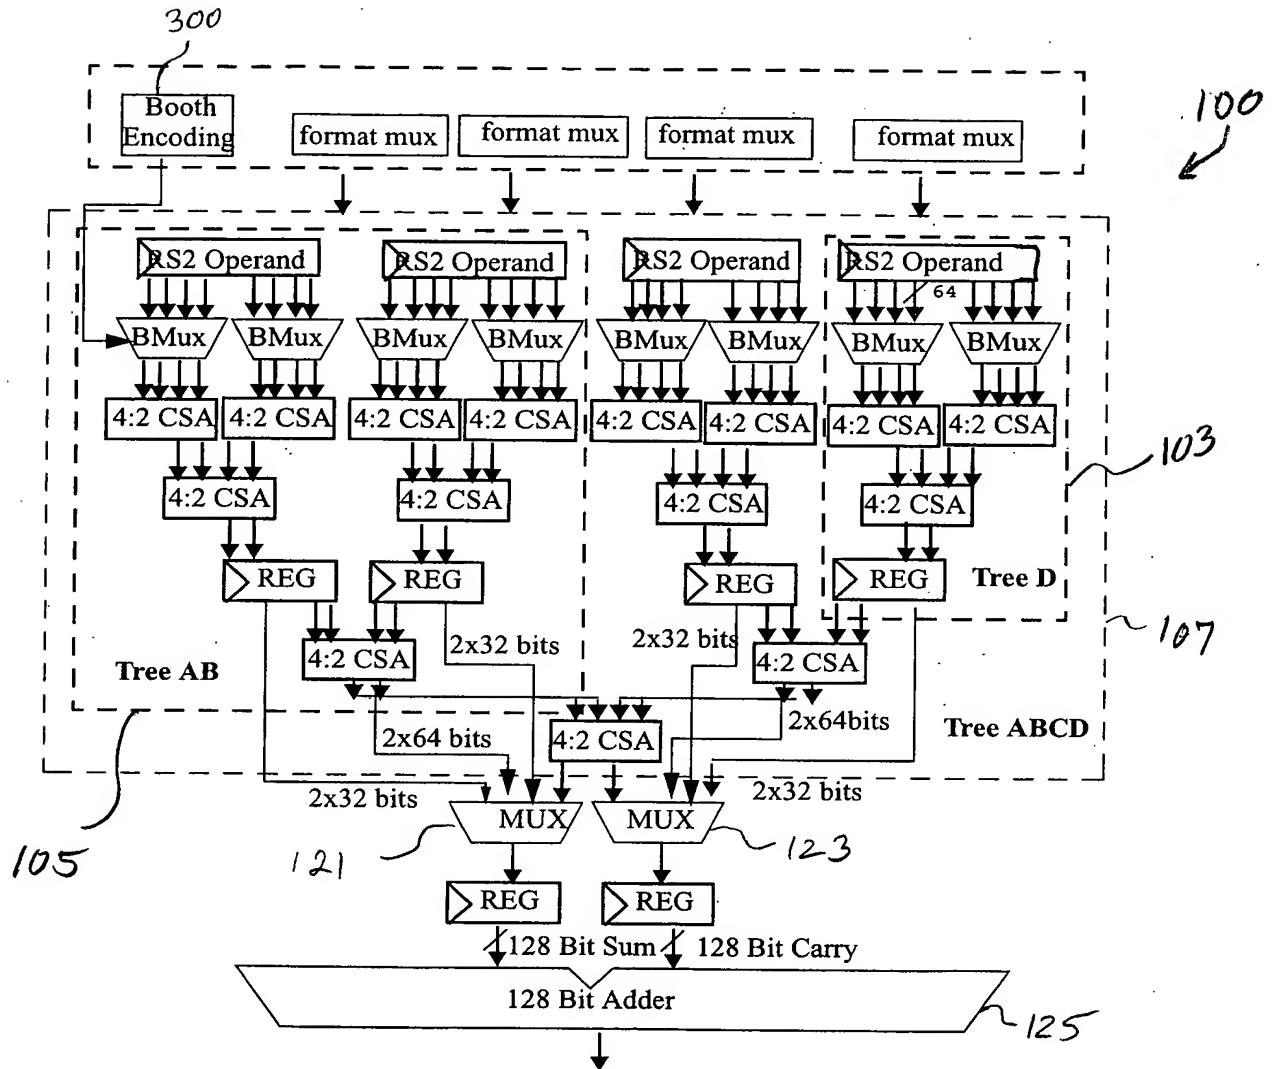 300
Booth
Encoding
format mux
format mux
format mux
format mux
100
RS2 Operand
RS2 Operand
RS2 Operand
RS2 Operand
64
BMux
BMux
BMux
BMux
BMux
BMux
BMux
BMux
4:2 CSA
4:2 CSA
4:2 CSA
4:2 CSA
4:2 CSA
4:2 CSA
4:2 CSA
4:2 CSA
103
4:2 CSA
4:2 CSA
4:2 CSA
4:2 CSA
REG
REG
REG
REG
Tree D
107
2x32 bits
2x32 bits
Tree AB
4:2 CSA
4:2 CSA
2x64bits
Tree ABCD
2x64 bits
4:2 CSA
2x32 bits
2x32 bits
MUX
MUX
105
121
123
REG
REG
128 Bit Sum
128 Bit Carry
128 Bit Adder
125